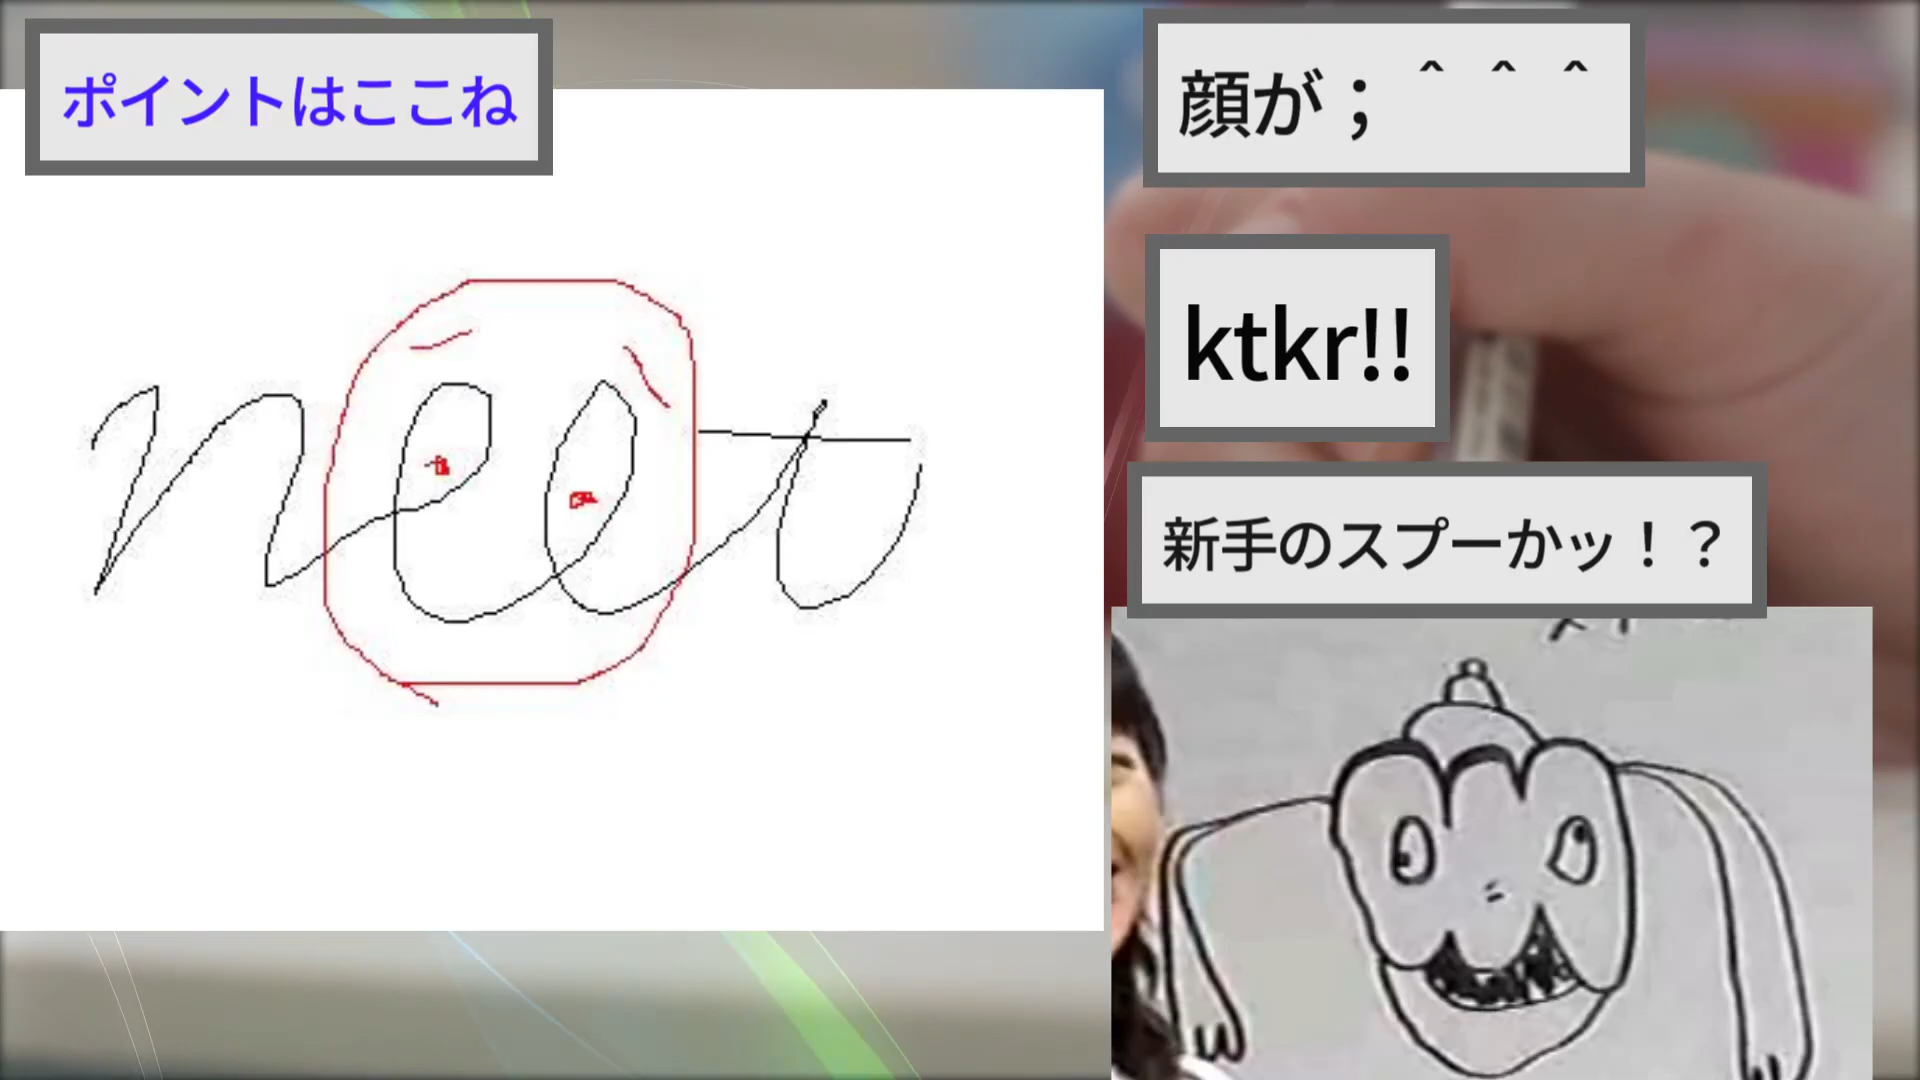 ポイントはここね
neet
顔が；＾＾＾
ktkr!!
新手のスプーかッ！？